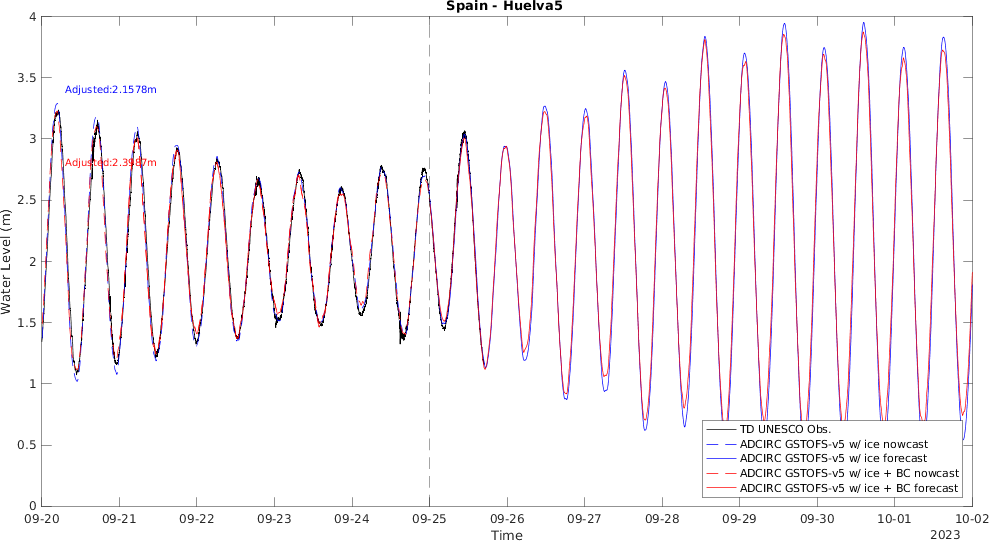 Spain - Huelva5
4
3.5
3
2.5
2
1.5
1
0.5
0
Water Level (m)
Adjusted:2.1578m
Adjusted:2.3987m
TD UNESCO Obs.
ADCIRC GSTOFS-v5 w/ ice nowcast
ADCIRC GSTOFS-v5 w/ ice forecast
ADCIRC GSTOFS-v5 w/ ice + BC nowcast
ADCIRC GSTOFS-v5 w/ ice + BC forecast
09-20 09-21 09-22 09-23 09-24 09-25 09-26 09-27 09-28 09-29 09-30 10-01 10-02
Time
2023